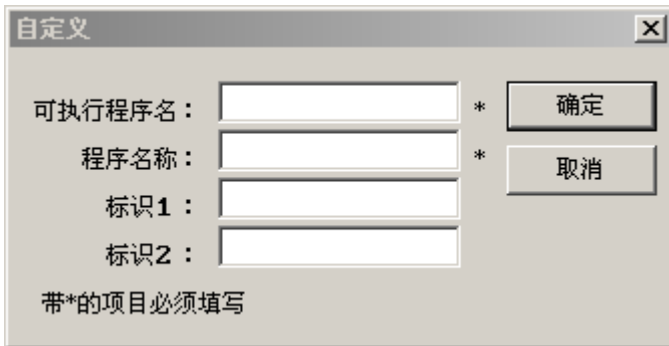 自定义
可执行程序名： * 确定
程序名称： * 取消
标识1：
标识2：
带*的项目必须填写